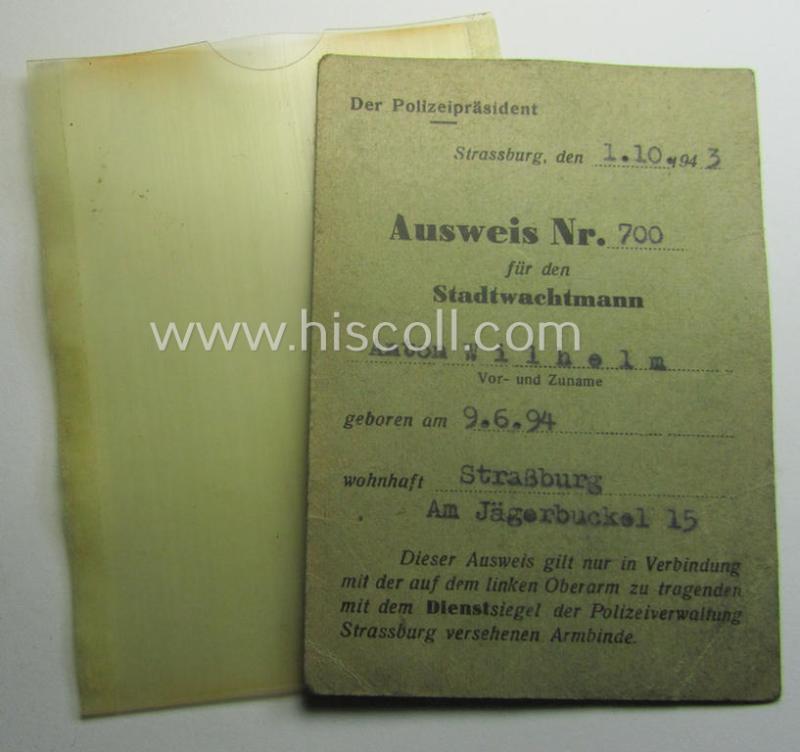 Der Polizeipräsident
Strassburg, den 1.10.1943
Ausweis Nr. 700
für den
Stadtwachtmann
www.hiscoll.com
Anton Wilhelm
Vor- und Zuname
geboren am 9.6.94
wohnhaft Straßburg
Am Jägerbuckel 15
Dieser Ausweis gilt nur in Verbindung
mit der auf dem linken Oberarm zu tragenden
mit dem Dienstsiegel der Polizeiverwaltung
Strassburg versehenen Armbinde.